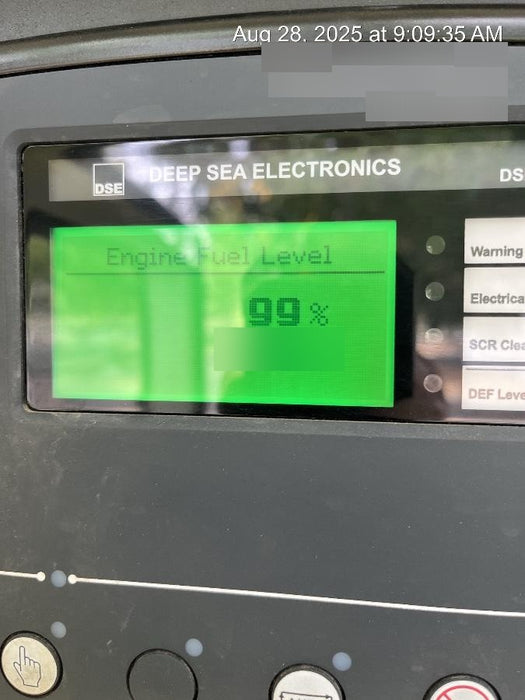 Aug 28, 2025 at 9:09:35 AM
DSE
DEEP SEA ELECTRONICS
DS
Engine Fuel Level
99 %
Warning
Electrica
SCR Clea
DEF Leve